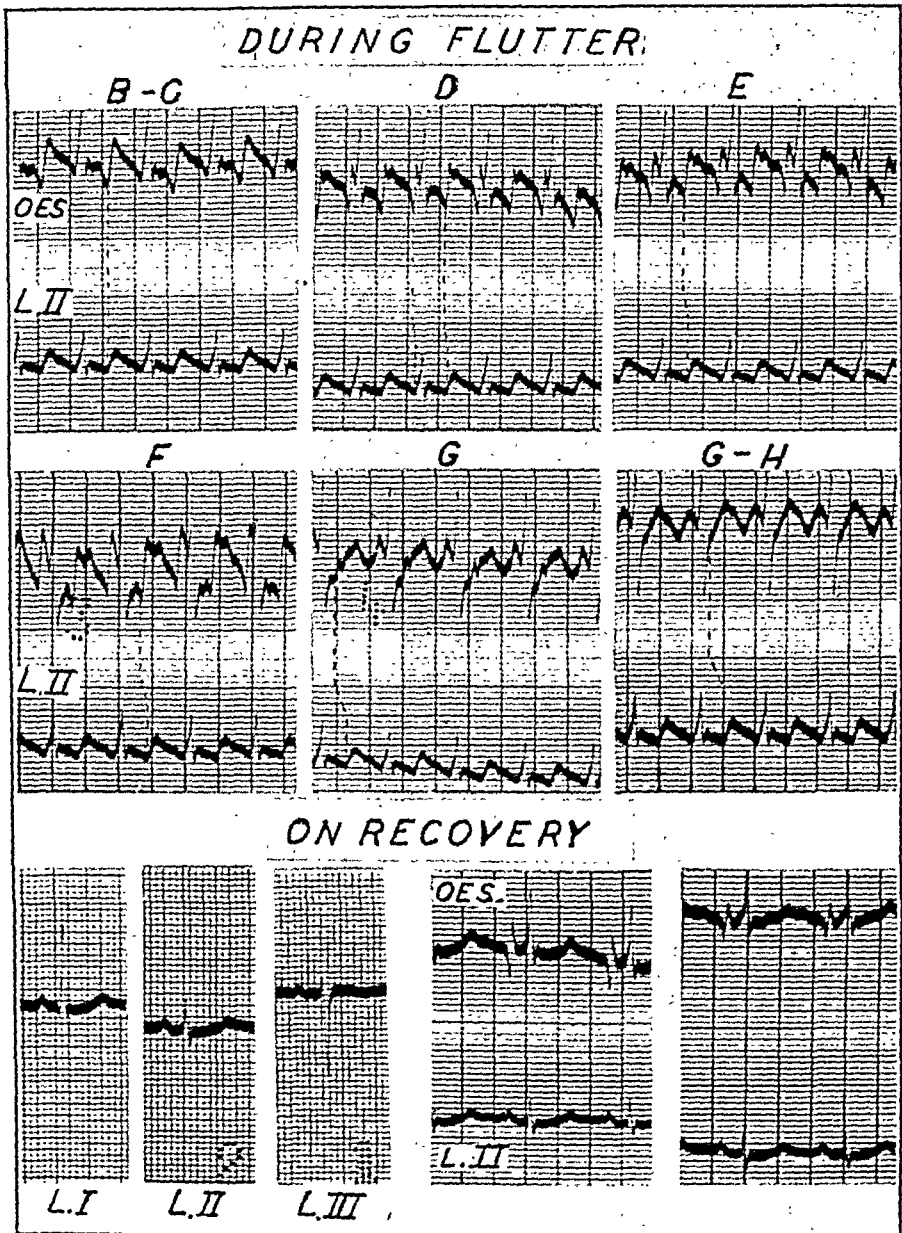 DURING FLUTTER
B-C D E
OES
L.II
F G G-H
L.II
ON RECOVERY
OES.
L.II
L.I L.II L.III